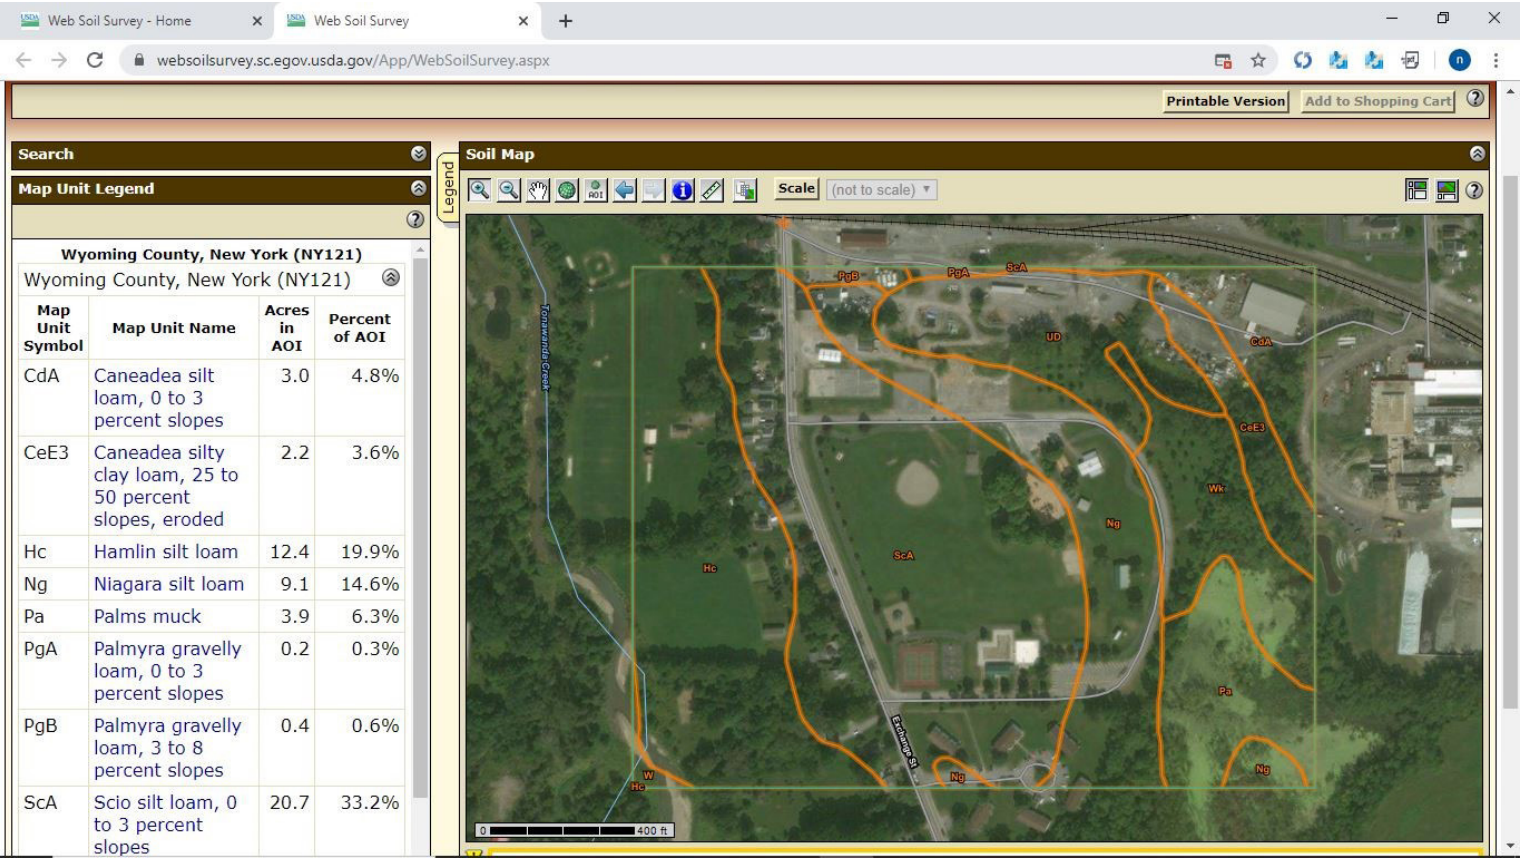 Web Soil Survey - Home
Web Soil Survey
websoilsurvey.sc.egov.usda.gov/App/WebSoilSurvey.aspx
n
Printable Version
Add to Shopping Cart
Search
Map Unit Legend
Legend
Soil Map
AOI
Scale
(not to scale)
Wyoming County, New York (NY121)
Wyoming County, New York (NY121)
Map Unit Symbol Map Unit Name Acres in AOI Percent of AOI
CdA Caneadea silt loam, 0 to 3 percent slopes 3.0 4.8%
CeE3 Caneadea silty clay loam, 25 to 50 percent slopes, eroded 2.2 3.6%
Hc Hamlin silt loam 12.4 19.9%
Ng Niagara silt loam 9.1 14.6%
Pa Palms muck 3.9 6.3%
PgA Palmyra gravelly loam, 0 to 3 percent slopes 0.2 0.3%
PgB Palmyra gravelly loam, 3 to 8 percent slopes 0.4 0.6%
ScA Scio silt loam, 0 to 3 percent slopes 20.7 33.2%
PgB
PgA
ScA
Tonawanda Creek
UD
CdA
CeE3
Wk
Ng
ScA
Hc
Pa
Exchange St
Ng
Ng
W
Hc
0 400 ft